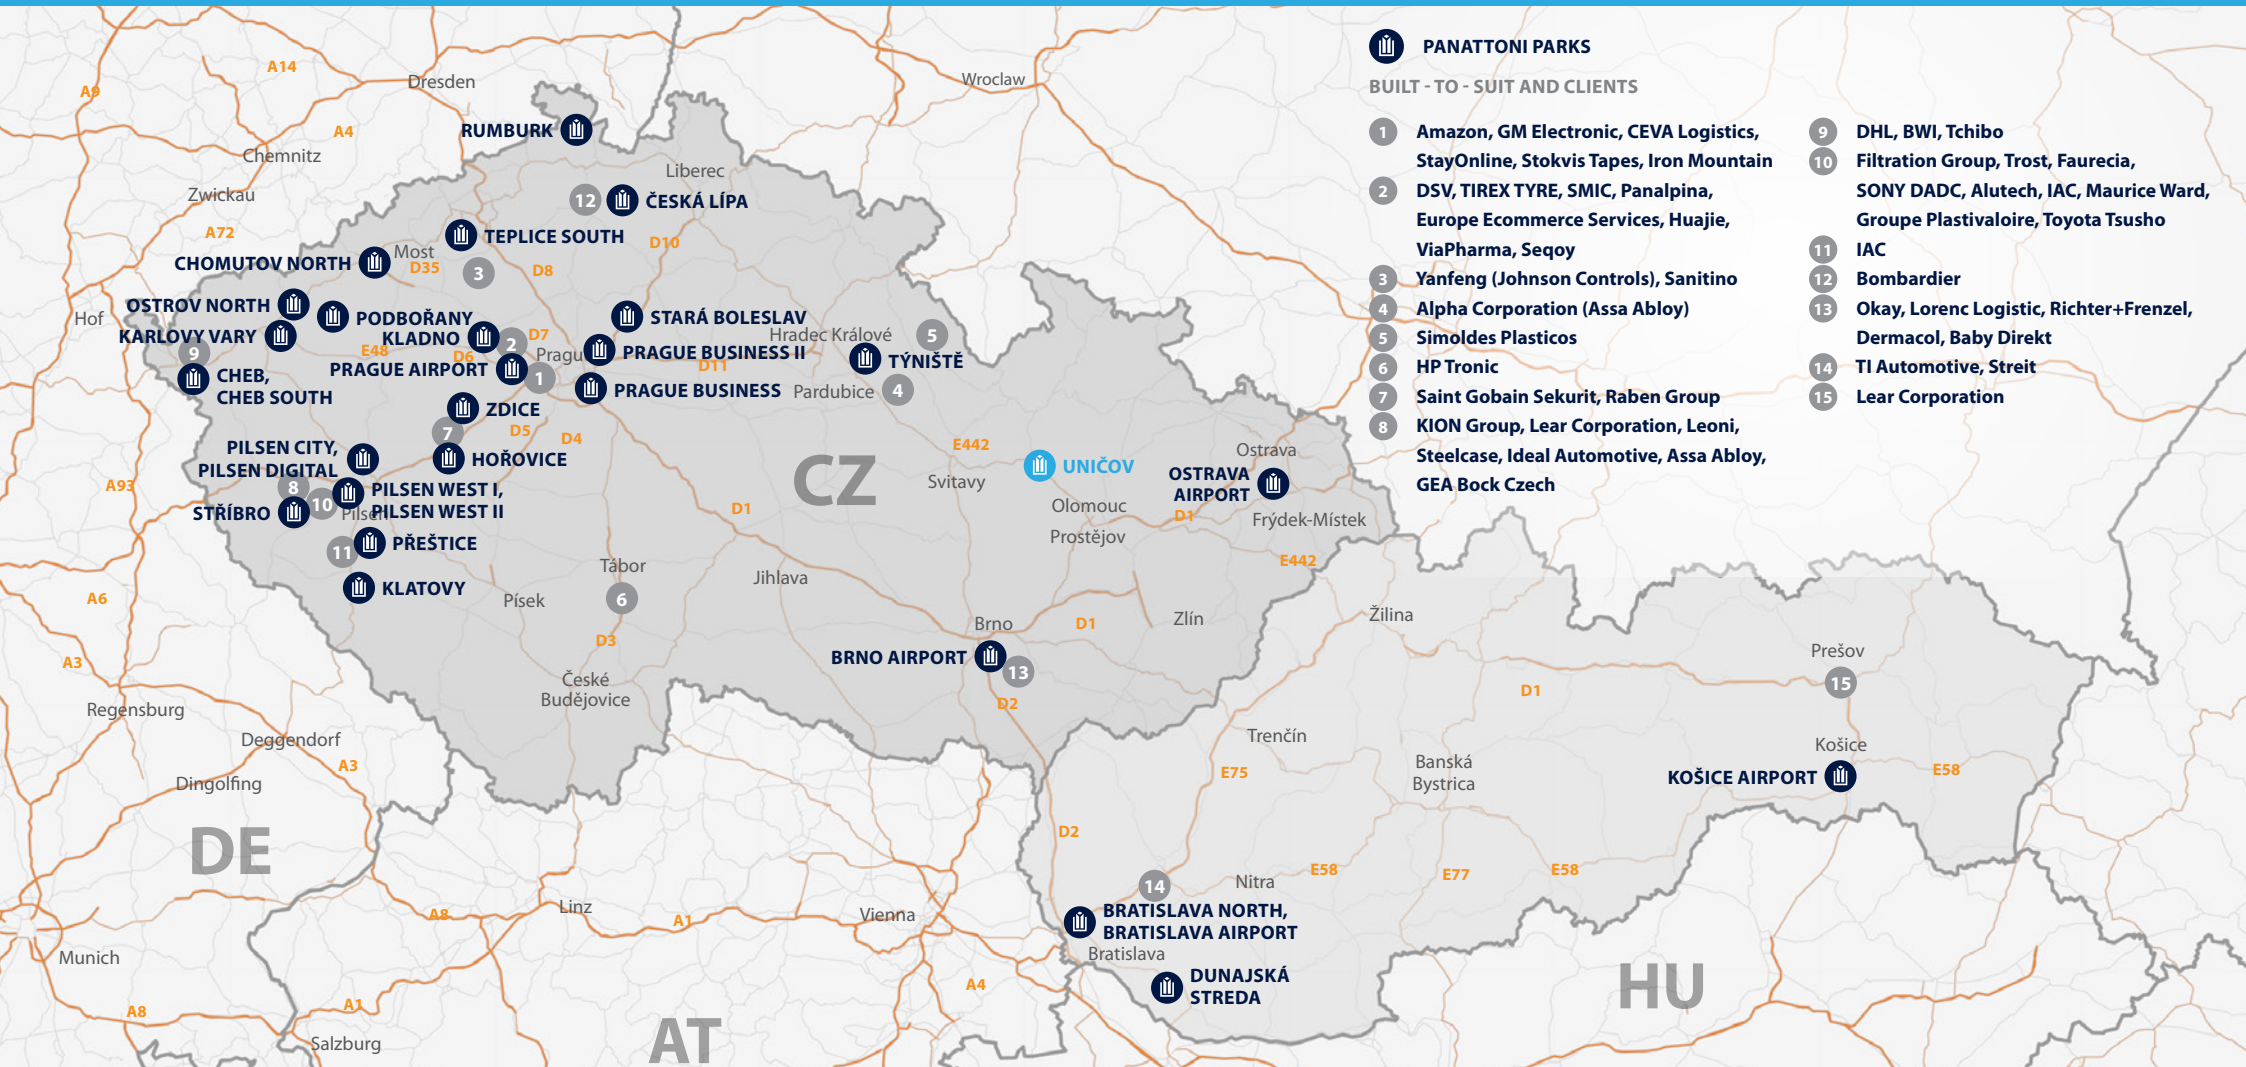 PANATTONI PARKS
BUILT - TO - SUIT AND CLIENTS
1 Amazon, GM Electronic, CEVA Logistics,
StayOnline, Stokvis Tapes, Iron Mountain
2 DSV, TIREX TYRE, SMIC, Panalpina,
Europe Ecommerce Services, Huajie,
ViaPharma, Seqoy
3 Yanfeng (Johnson Controls), Sanitino
4 Alpha Corporation (Assa Abloy)
5 Simoldes Plasticos
6 HP Tronic
7 Saint Gobain Sekurit, Raben Group
8 KION Group, Lear Corporation, Leoni,
Steelcase, Ideal Automotive, Assa Abloy,
GEA Bock Czech
9 DHL, BWI, Tchibo
10 Filtration Group, Trost, Faurecia,
SONY DADC, Alutech, IAC, Maurice Ward,
Groupe Plastivaloire, Toyota Tsusho
11 IAC
12 Bombardier
13 Okay, Lorenc Logistic, Richter+Frenzel,
Dermacol, Baby Direkt
14 TI Automotive, Streit
15 Lear Corporation
A14
A9
Dresden
Wroclaw
A4
RUMBURK
Chemnitz
Liberec
Zwickau
12
ČESKÁ LÍPA
A72
TEPLICE SOUTH
D10
Most
CHOMUTOV NORTH
D35
3
D8
OSTROV NORTH
Hof
PODBOŘANY
STARÁ BOLESLAV
KARLOVY VARY
KLADNO
D7
Hradec Králové
5
9
E48
2
D6
Pragu
PRAGUE BUSINESS II
TÝNIŠTĚ
D11
PRAGUE AIRPORT
1
CHEB,
CHEB SOUTH
PRAGUE BUSINESS
Pardubice
4
ZDICE
7
D5
D4
PILSEN CITY,
PILSEN DIGITAL
HOŘOVICE
E442
CZ
UNIČOV
Ostrava
OSTRAVA
AIRPORT
A93
8
10
PILSEN WEST I,
PILSEN WEST II
Svitavy
STŘÍBRO
Pilsen
D1
Olomouc
D1
Frýdek-Místek
Prostějov
11
PŘEŠTICE
E442
Tábor
Jihlava
KLATOVY
A6
Písek
6
Brno
D1
Zlín
Žilina
D3
A3
BRNO AIRPORT
13
Prešov
15
České
Budějovice
D2
D1
Regensburg
Deggendorf
Trenčín
Košice
A3
E75
Banská
Bystrica
KOŠICE AIRPORT
E58
Dingolfing
DE
D2
14
Nitra
E58
E77
E58
A8
Linz
A1
Vienna
BRATISLAVA NORTH,
BRATISLAVA AIRPORT
Bratislava
Munich
DUNAJSKÁ
STREDA
A4
HU
A8
A1
AT
Salzburg